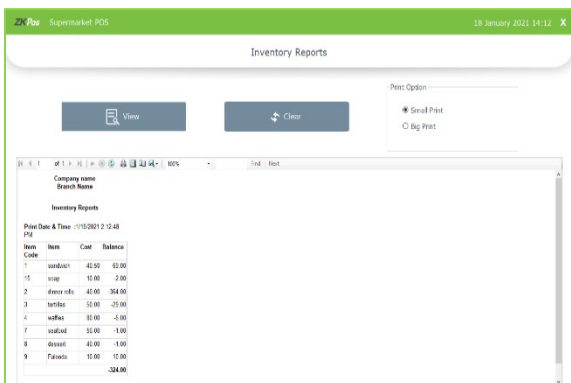 ZKPos Supermarket POS 18 January 2021 14:12 X
Inventory Reports
Print Option
View
Clear
Small Print
Big Print
1 of 1 100% Find | Next
Company name
Branch Name
Inventory Reports
Print Date & Time :1/18/2021 2:12:48
PM
Item Code Item Cost Balance
1 sandwich 40.50 69.00
15 soap 10.00 -2.00
2 dinner rolls 40.00 -364.00
3 tortillas 50.00 -25.00
4 waffles 80.00 -6.00
7 seafood 50.00 -1.00
8 dessert 40.00 -1.00
9 10.00 10.00
-324.00